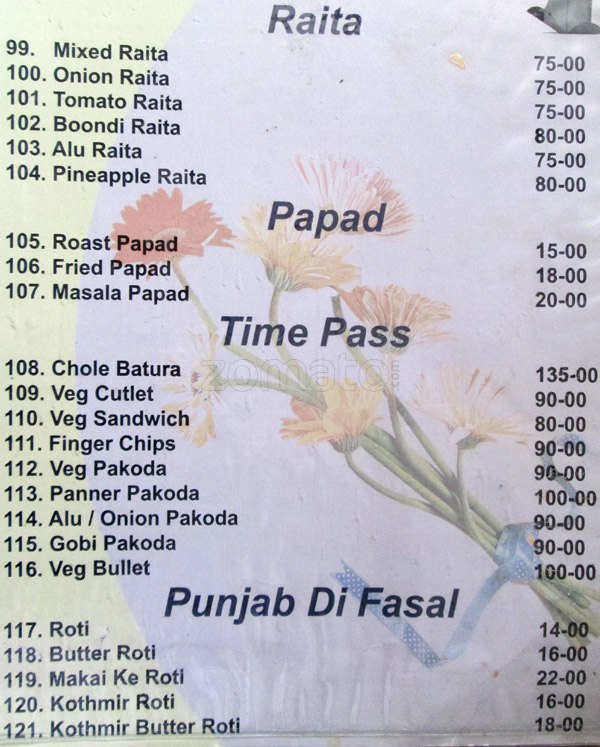 Raita
99. Mixed Raita 75-00
100. Onion Raita 75-00
101. Tomato Raita 75-00
102. Boondi Raita 80-00
103. Alu Raita 75-00
104. Pineapple Raita 80-00
Papad
105. Roast Papad 15-00
106. Fried Papad 18-00
107. Masala Papad 20-00
Time Pass
108. Chole Batura 135-00
zomato.com
109. Veg Cutlet 90-00
110. Veg Sandwich 80-00
111. Finger Chips 90-00
112. Veg Pakoda 90-00
113. Panner Pakoda 100-00
114. Alu / Onion Pakoda 90-00
115. Gobi Pakoda 90-00
116. Veg Bullet 100-00
Punjab Di Fasal
117. Roti 14-00
118. Butter Roti 16-00
119. Makai Ke Roti 22-00
120. Kothmir Roti 16-00
121. Kothmir Butter Roti 18-00